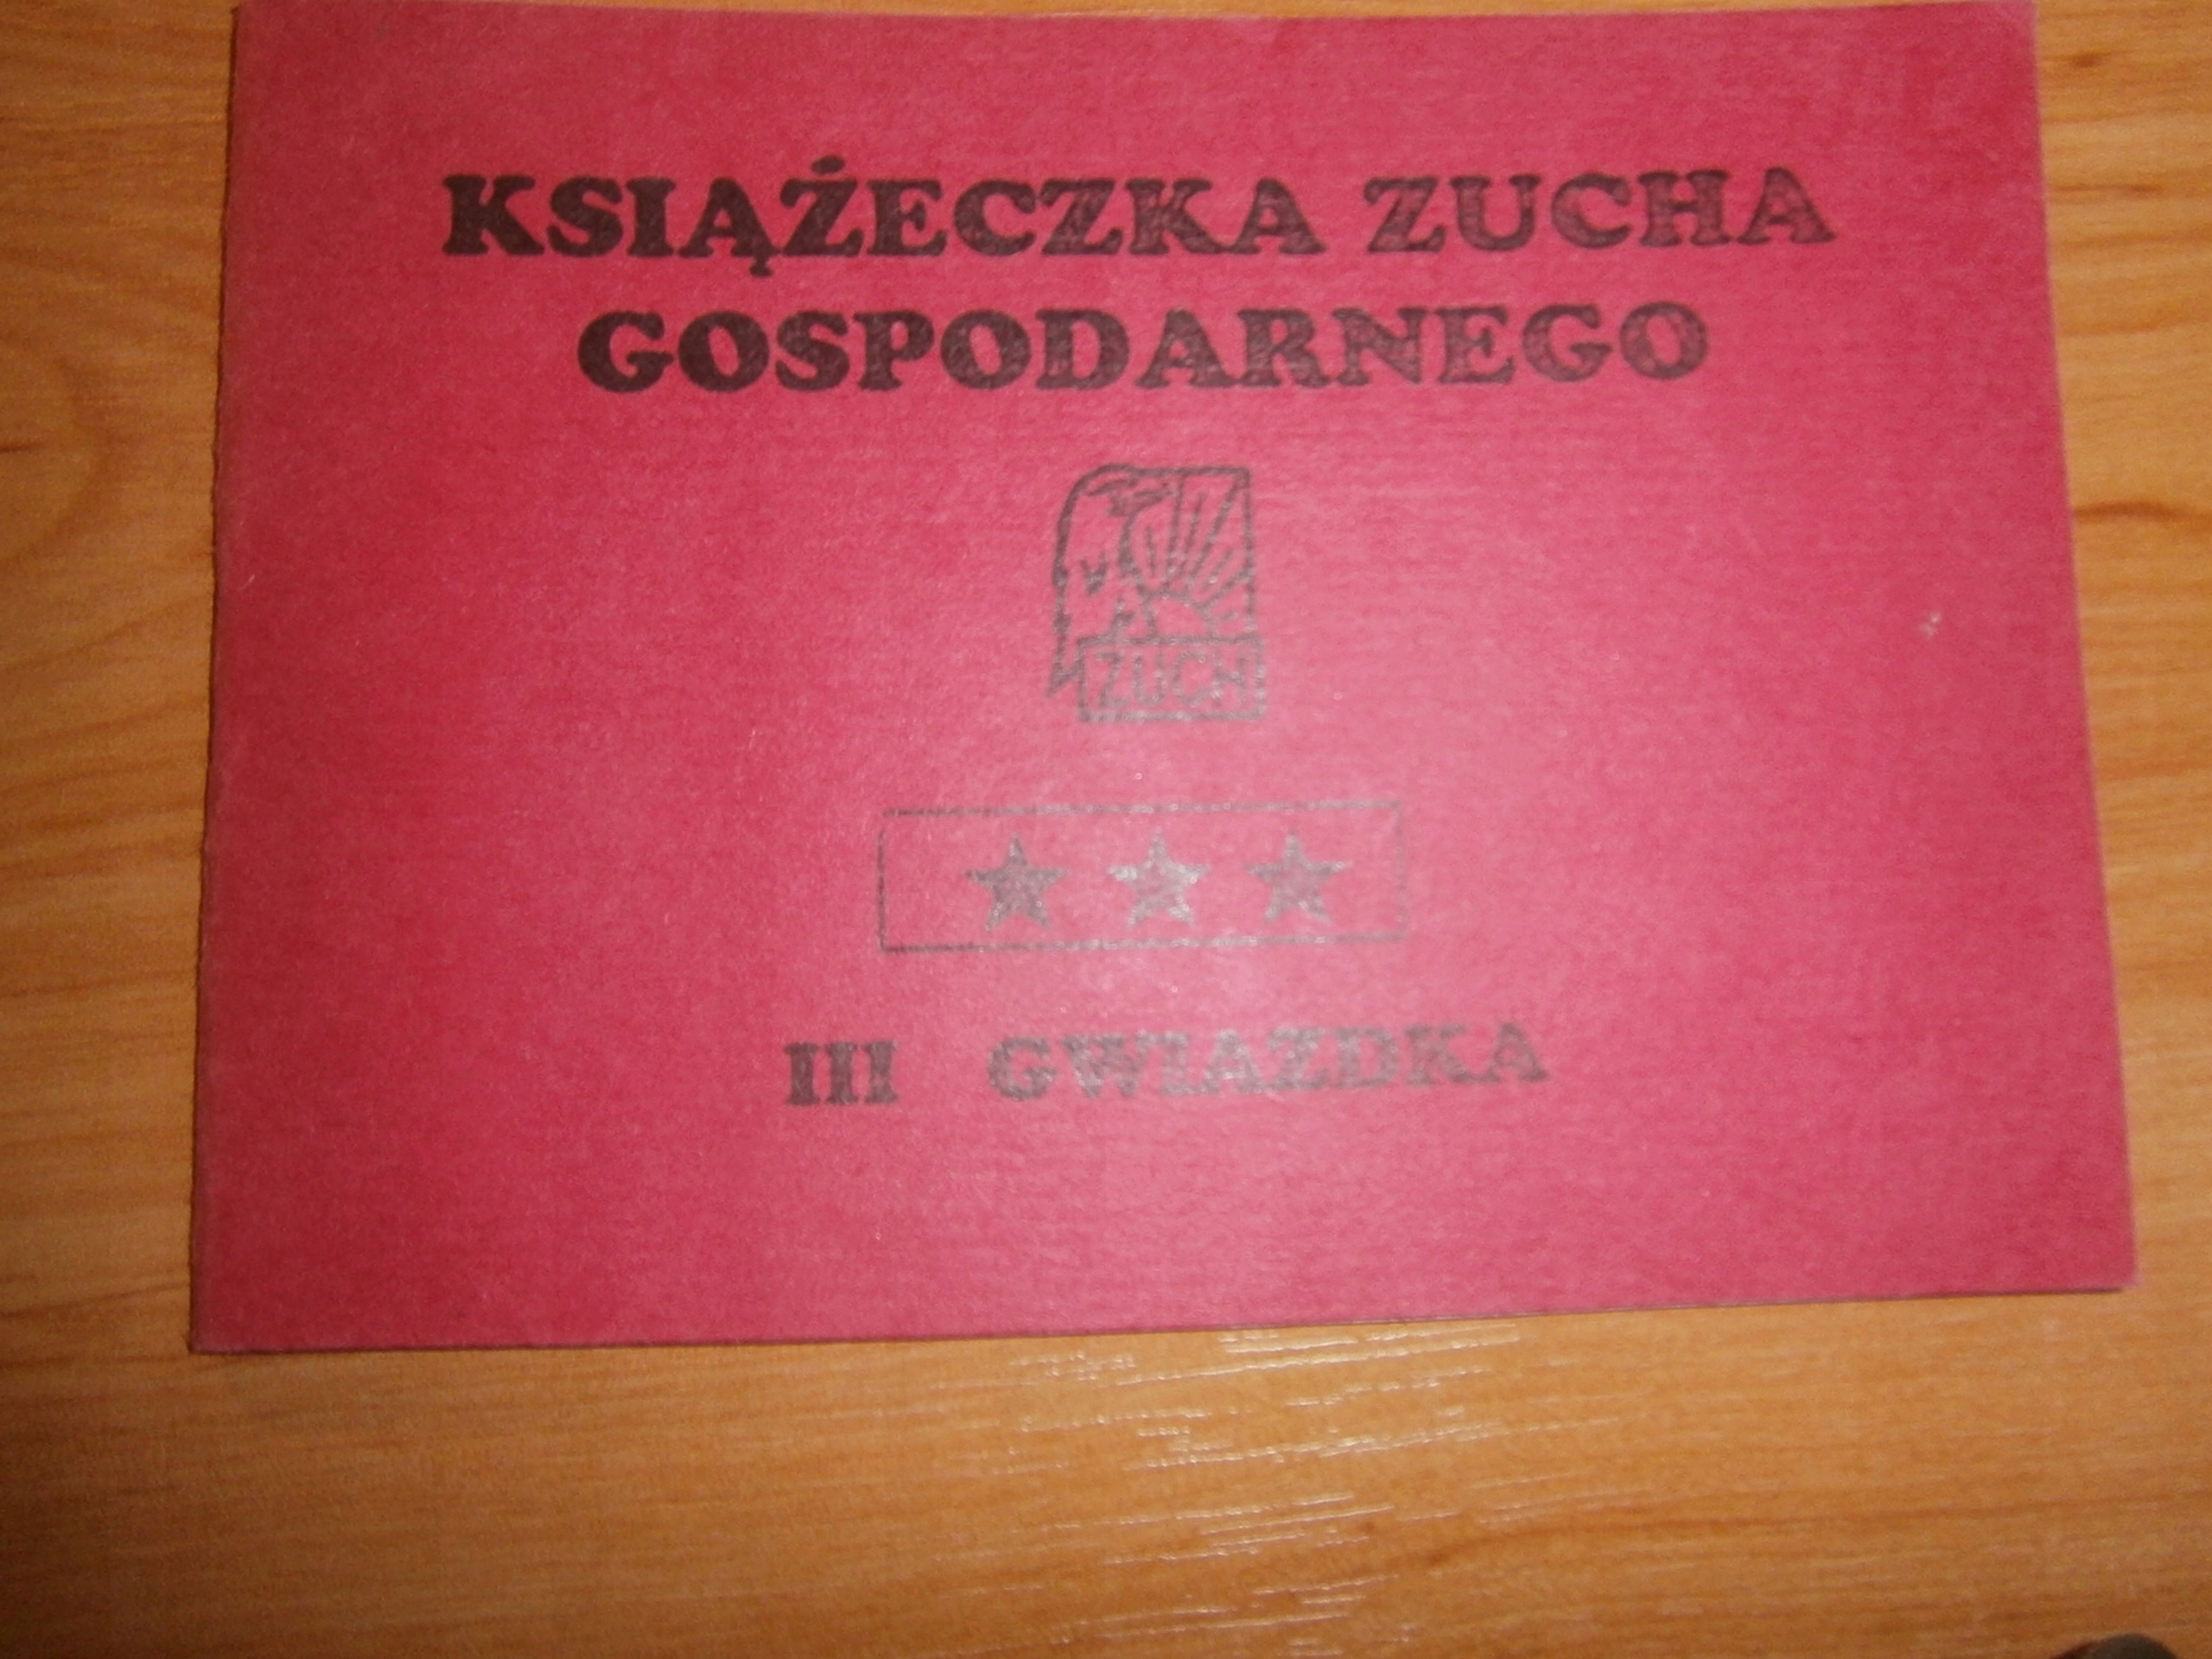 KSIĄŻECZKA ZUCHA
GOSPODARNEGO
ZUCH
III GWIAZDKA